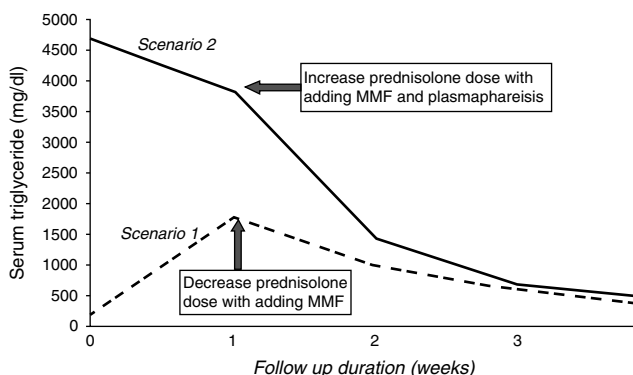 5000
4500
4000
3500
3000
2500
2000
1500
1000
500
0
Serum triglyceride (mg/dl)
Scenario 2
Increase prednisolone dose with
adding MMF and plasmaphareisis
Scenario 1
Decrease prednisolone
dose with adding MMF
0 1 2 3
Follow up duration (weeks)